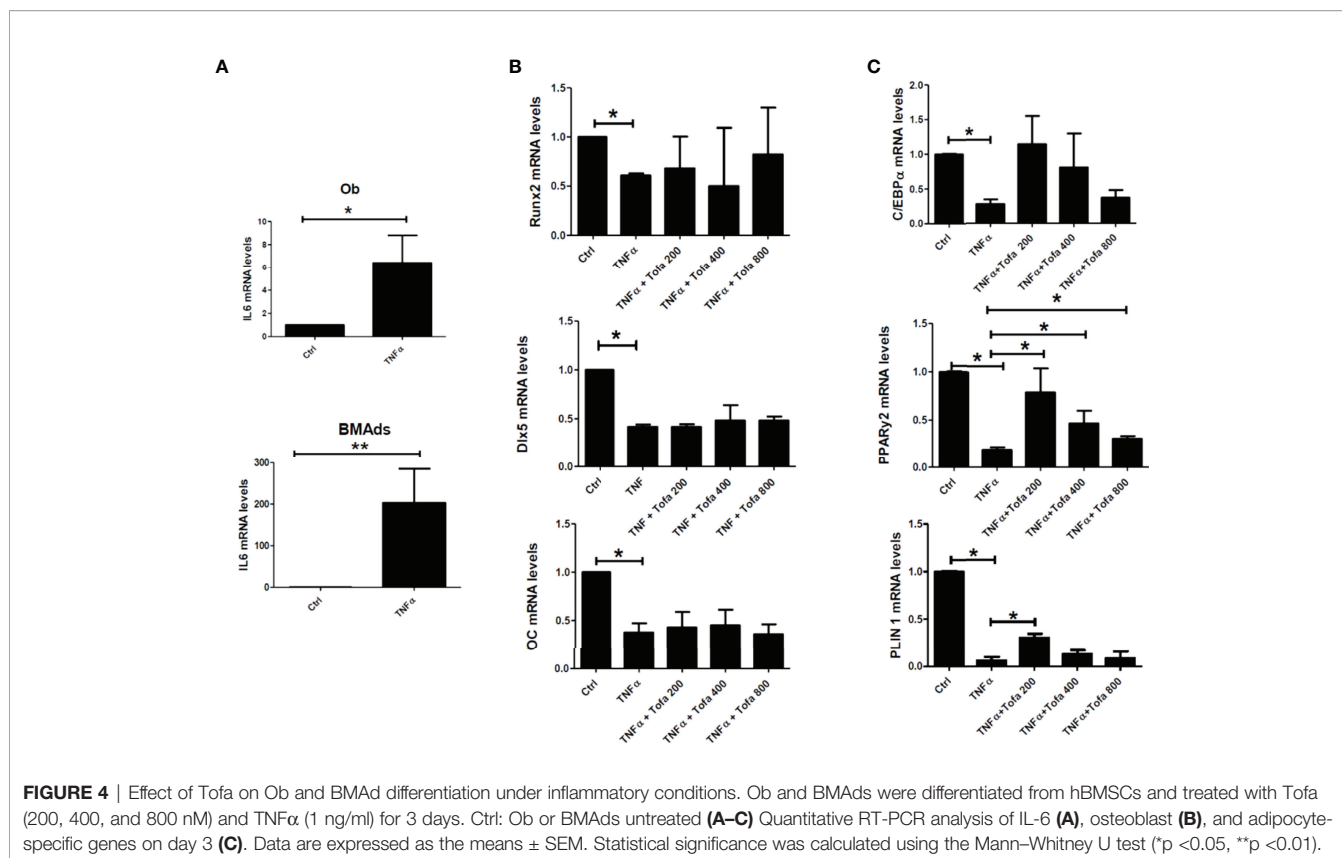 A
Ob
*
IL6 mRNA levels
10
8
6
4
2
0
Ctrl
TNFα
BMAds
**
IL6 mRNA levels
300
200
100
0
Ctrl
TNFα
B
Runx2 mRNA levels
1.5
1.0
0.5
0.0
*
Ctrl
TNFα
TNFα + Tofa 200
TNFα + Tofa 400
TNFα + Tofa 800
Dlx5 mRNA levels
1.5
1.0
0.5
0.0
*
Ctrl
TNF
TNF + Tofa 200
TNF + Tofa 400
TNF + Tofa 800
OC mRNA levels
1.5
1.0
0.5
0.0
*
Ctrl
TNFα
TNFα + Tofa 200
TNFα + Tofa 400
TNFα + Tofa 800
C
C/EBPα mRNA levels
2.0
1.5
1.0
0.5
0.0
*
Ctrl
TNFα
TNFα+Tofa 200
TNFα+Tofa 400
TNFα+Tofa 800
PPARy2 mRNA levels
1.5
1.0
0.5
0.0
*
*
*
*
Ctrl
TNFα
TNFα+Tofa 200
TNFα+Tofa 400
TNFα+Tofa 800
PLIN 1 mRNA levels
1.5
1.0
0.5
0.0
*
*
Ctrl
TNFα
TNFα+Tofa 200
TNFα+Tofa 400
TNFα+Tofa 800
FIGURE 4 | Effect of Tofa on Ob and BMAd differentiation under inflammatory conditions. Ob and BMAds were differentiated from hBMSCs and treated with Tofa
(200, 400, and 800 nM) and TNFα (1 ng/ml) for 3 days. Ctrl: Ob or BMAds untreated (A–C) Quantitative RT-PCR analysis of IL-6 (A), osteoblast (B), and adipocyte-
specific genes on day 3 (C). Data are expressed as the means ± SEM. Statistical significance was calculated using the Mann–Whitney U test (*p <0.05, **p <0.01).